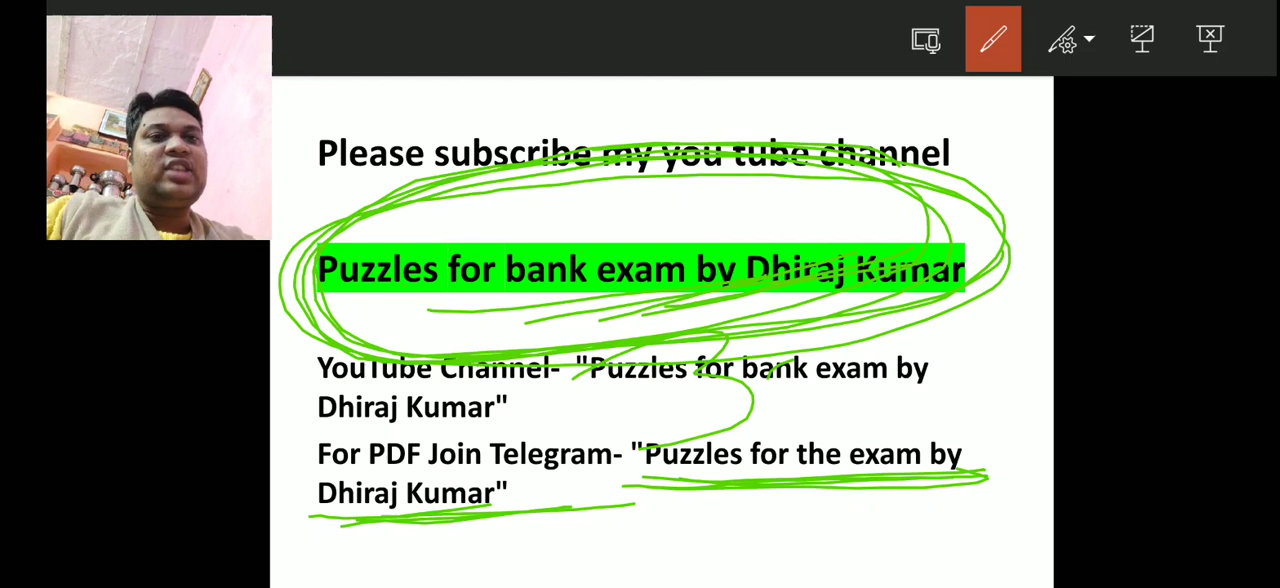 Please subscribe my you tube channel
Puzzles for bank exam by Dhiraj Kumar
YouTube Channel- "Puzzles for bank exam by
Dhiraj Kumar"
For PDF Join Telegram- "Puzzles for the exam by
Dhiraj Kumar"